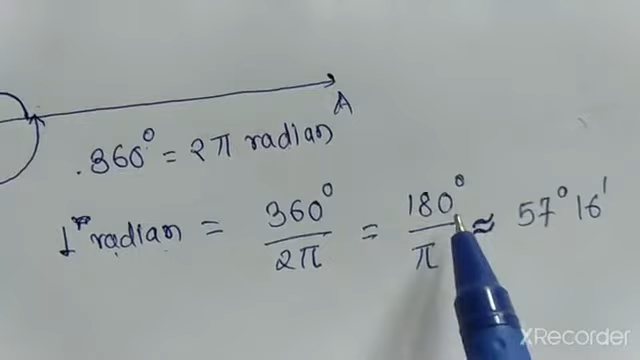 A
.360° = 2π radian
1 radian = 360°/2π = 180°/π ≈ 57° 16'
XRecorder